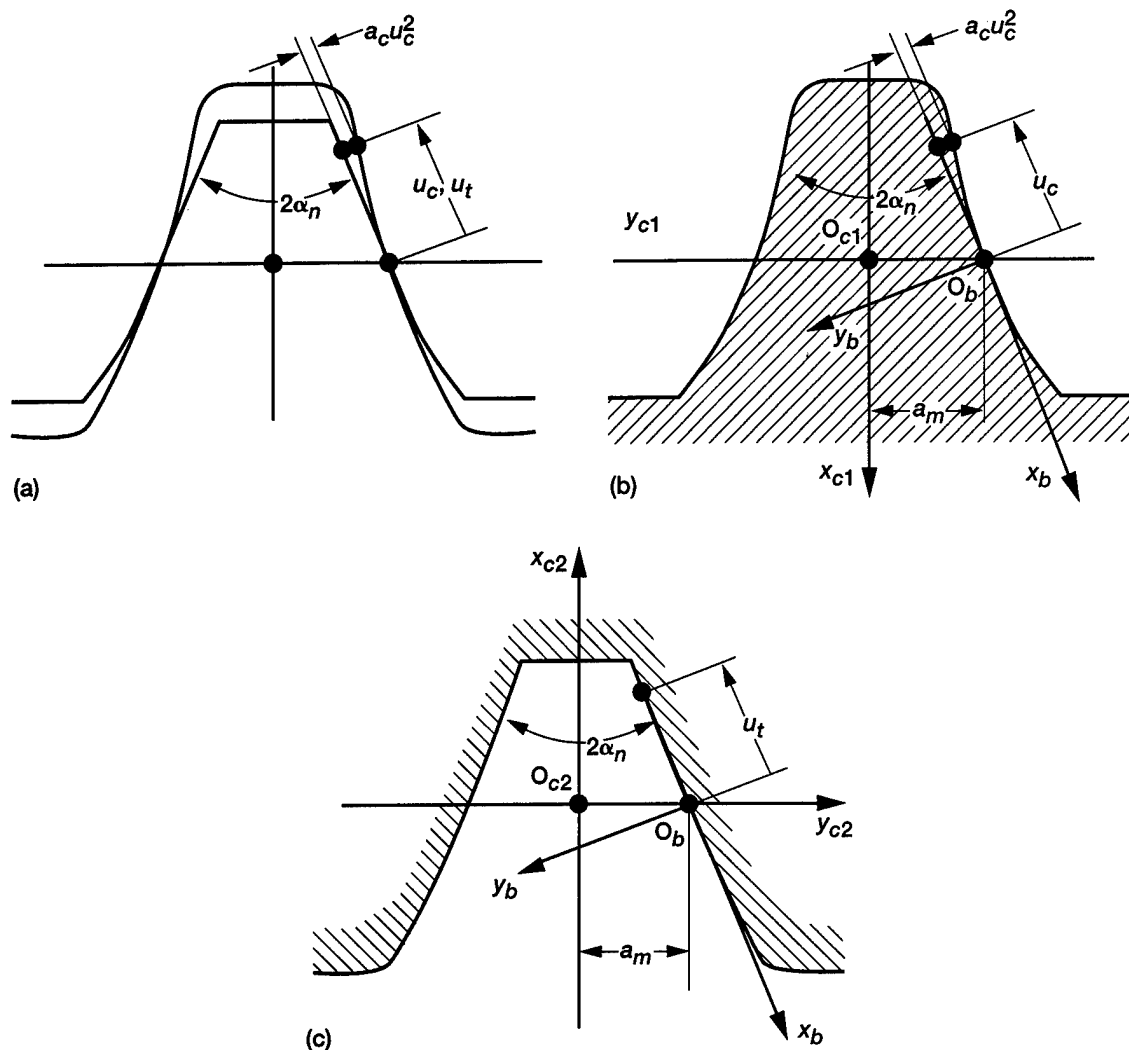 a_c u_c^2
u_c, u_t
2α_n
(a)
a_c u_c^2
u_c
2α_n
y_c1
O_c1
O_b
y_b
a_m
x_c1
x_b
(b)
x_c2
u_t
2α_n
O_c2
O_b
y_c2
y_b
a_m
x_b
(c)